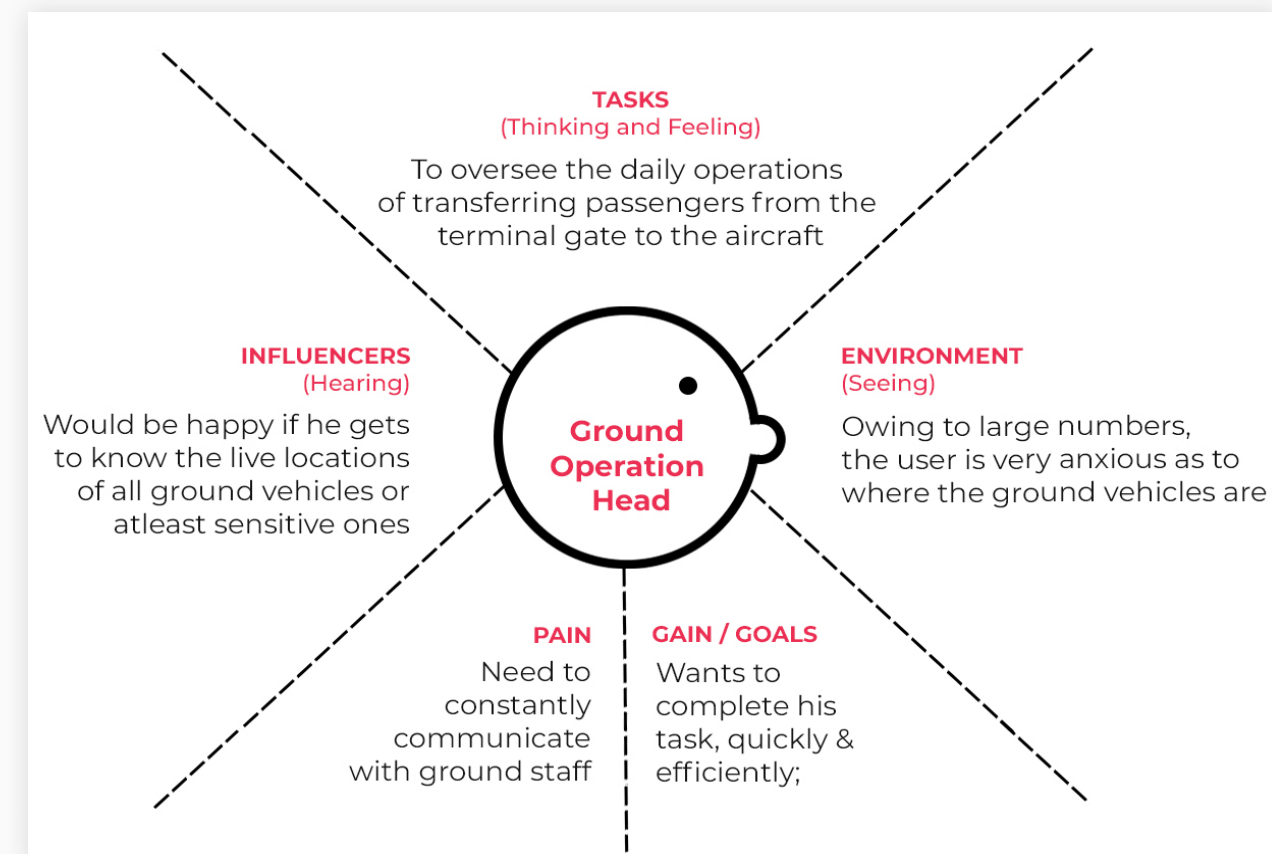 TASKS
(Thinking and Feeling)
To oversee the daily operations
of transferring passengers from the
terminal gate to the aircraft
INFLUENCERS
(Hearing)
Would be happy if he gets
to know the live locations
of all ground vehicles or
atleast sensitive ones
Ground
Operation
Head
ENVIRONMENT
(Seeing)
Owing to large numbers,
the user is very anxious as to
where the ground vehicles are
PAIN
Need to
constantly
communicate
with ground staff
GAIN / GOALS
Wants to
complete his
task, quickly &
efficiently;